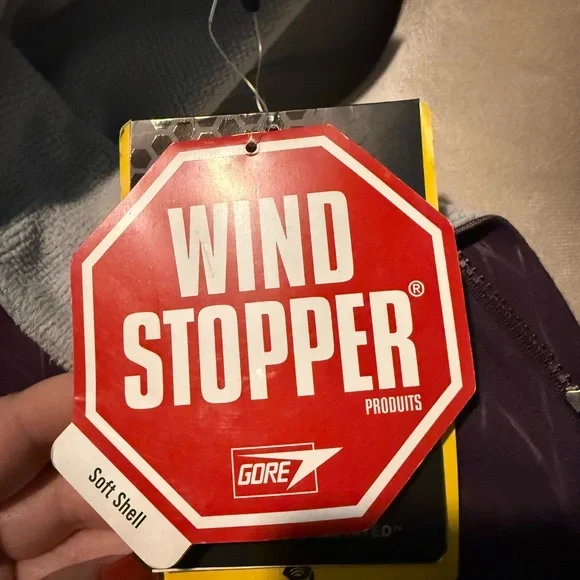 WIND
STOPPER®
PRODUITS
GORE
Soft Shell